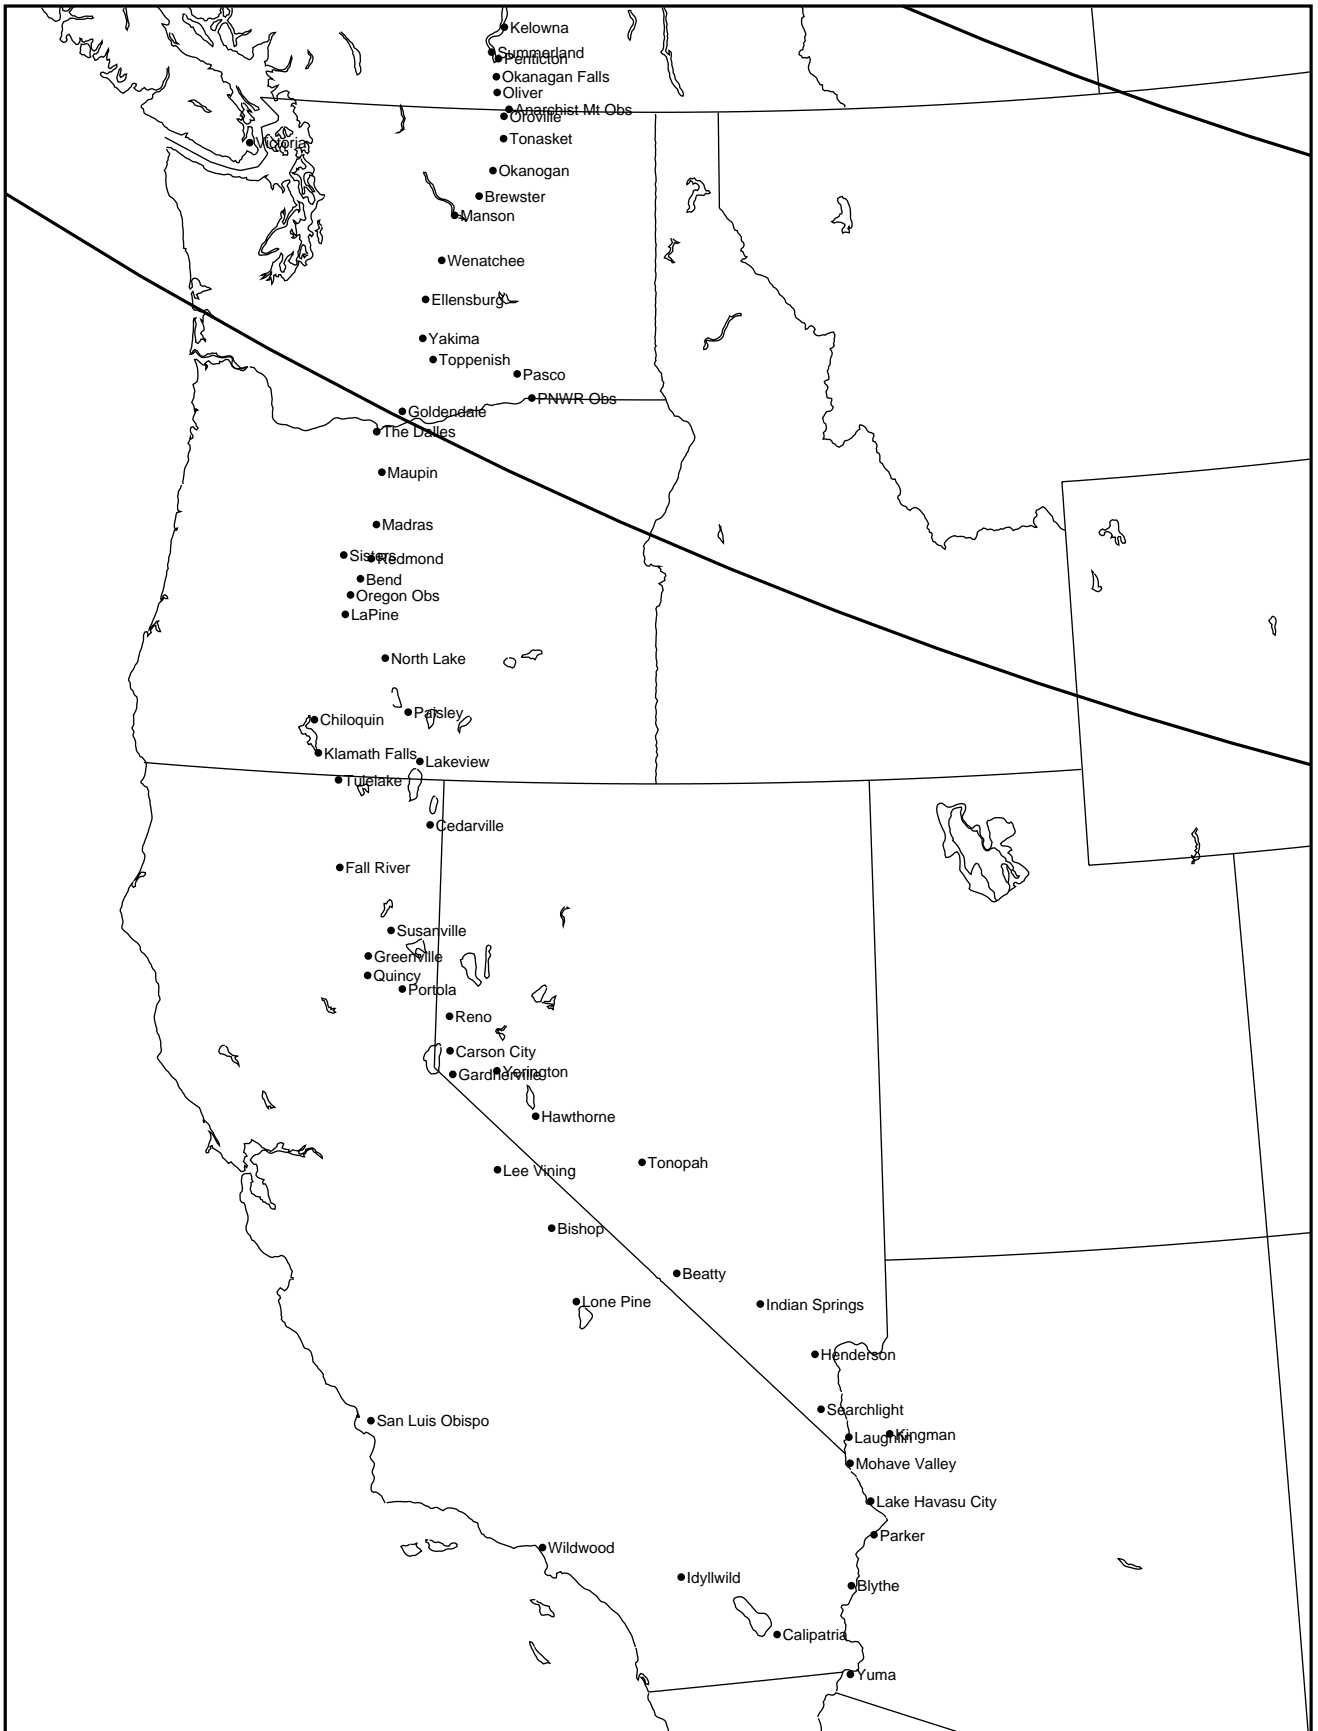 Kelowna
Summerland
Penticton
Okanagan Falls
Oliver
Anarchist Mt Obs
Oroville
Tonasket
Victoria
Okanogan
Brewster
Manson
Wenatchee
Ellensburg
Yakima
Toppenish
Pasco
PNWR Obs
Goldendale
The Dalles
Maupin
Madras
Sisters
Redmond
Bend
Oregon Obs
LaPine
North Lake
Paisley
Chiloquin
Klamath Falls
Lakeview
Tulelake
Cedarville
Fall River
Susanville
Greenville
Quincy
Portola
Reno
Carson City
Yerington
Gardnerville
Hawthorne
Tonopah
Lee Vining
Bishop
Beatty
Lone Pine
Indian Springs
Henderson
Searchlight
San Luis Obispo
Kingman
Laughlin
Mohave Valley
Lake Havasu City
Parker
Wildwood
Idyllwild
Blythe
Calipatria
Yuma